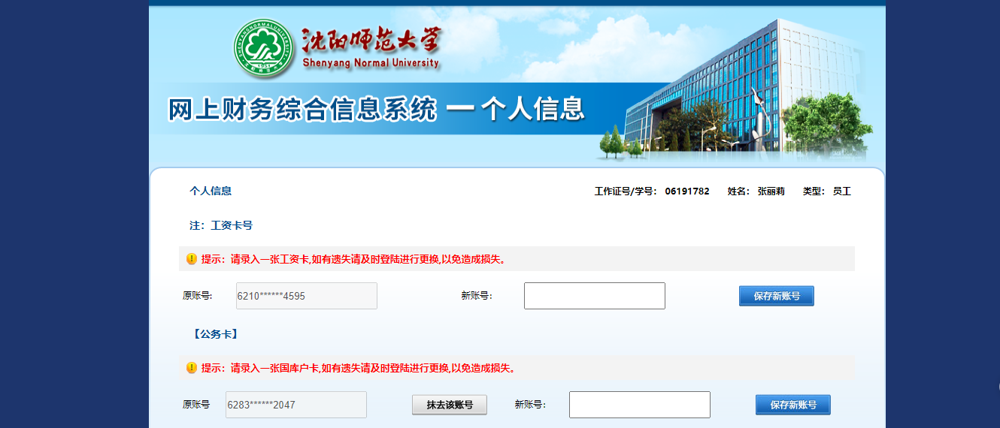 沈阳师范大学
SHENYANG NORMAL UNIVERSITY
1951
Shenyang Normal University
网上财务综合信息系统 一 个人信息
个人信息 工作证号/学号： 06191782 姓名： 张丽莉 类型： 员工
注：工资卡号
提示：请录入一张工资卡,如有遗失请及时登陆进行更换,以免造成损失。
原账号: 6210******4595 新账号： 保存新账号
【公务卡】
提示：请录入一张国库户卡,如有遗失请及时登陆进行更换,以免造成损失。
原账号 6283******2047 抹去该账号 新账号： 保存新账号